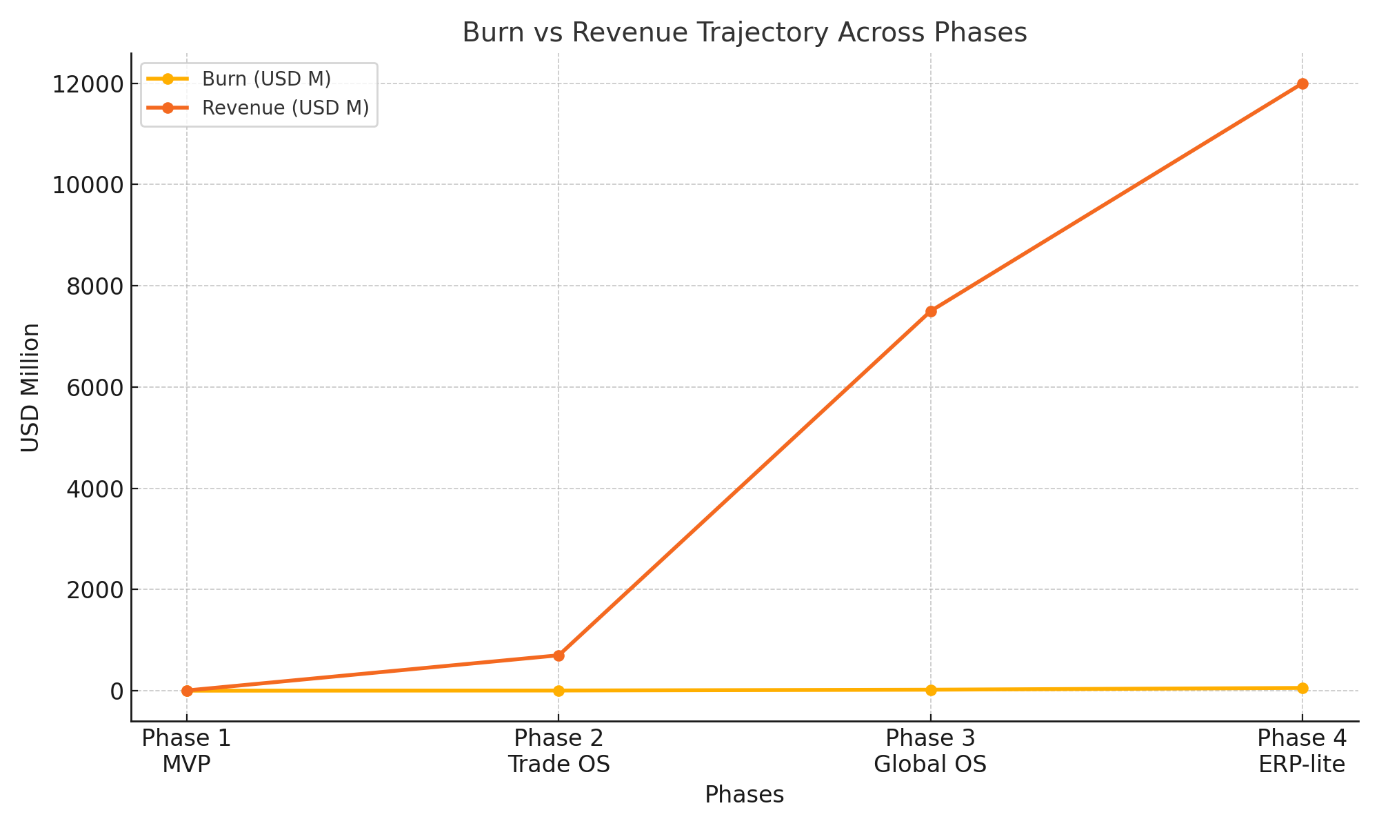 Burn vs Revenue Trajectory Across Phases
Burn (USD M)
Revenue (USD M)
12000
10000
8000
6000
4000
2000
0
USD Million
Phase 1
MVP
Phase 2
Trade OS
Phase 3
Global OS
Phase 4
ERP-lite
Phases